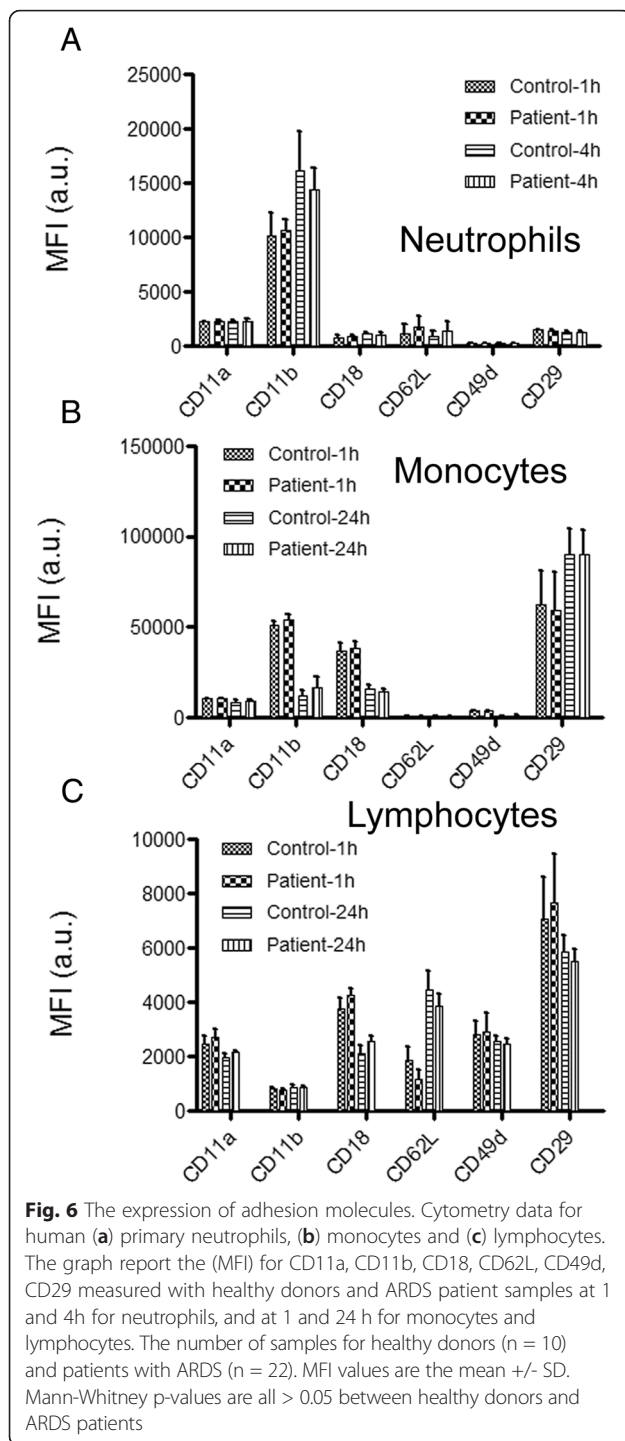 A
MFI (a.u.)
25000
20000
15000
10000
5000
0
Control-1h
Patient-1h
Control-4h
Patient-4h
Neutrophils
CD11a
CD11b
CD18
CD62L
CD49d
CD29
B
MFI (a.u.)
150000
100000
50000
0
Control-1h
Patient-1h
Control-24h
Patient-24h
Monocytes
CD11a
CD11b
CD18
CD62L
CD49d
CD29
C
MFI (a.u.)
10000
8000
6000
4000
2000
0
Lymphocytes
Control-1h
Patient-1h
Control-24h
Patient-24h
CD11a
CD11b
CD18
CD62L
CD49d
CD29
Fig. 6 The expression of adhesion molecules. Cytometry data for
human (a) primary neutrophils, (b) monocytes and (c) lymphocytes.
The graph report the (MFI) for CD11a, CD11b, CD18, CD62L, CD49d,
CD29 measured with healthy donors and ARDS patient samples at 1
and 4h for neutrophils, and at 1 and 24 h for monocytes and
lymphocytes. The number of samples for healthy donors (n = 10)
and patients with ARDS (n = 22). MFI values are the mean +/- SD.
Mann-Whitney p-values are all > 0.05 between healthy donors and
ARDS patients